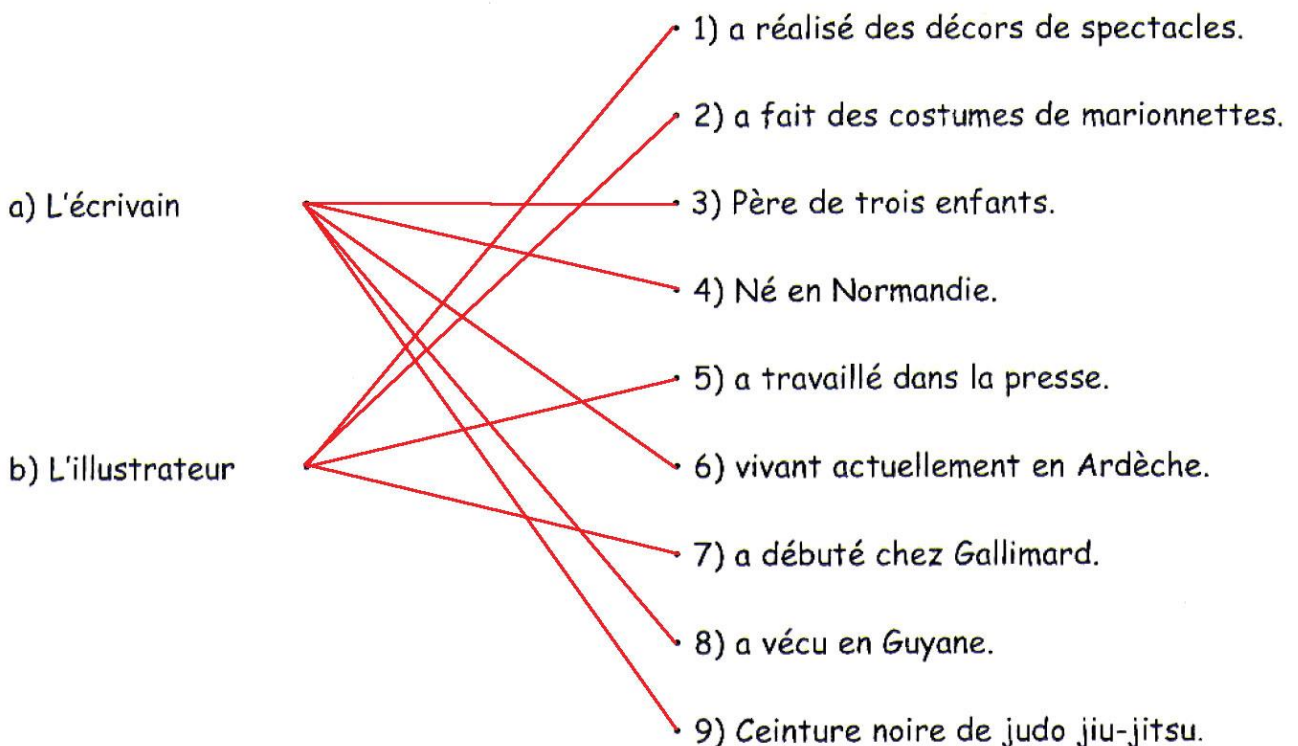 1) a réalisé des décors de spectacles.
2) a fait des costumes de marionnettes.
a) L'écrivain
3) Père de trois enfants.
4) Né en Normandie.
5) a travaillé dans la presse.
b) L'illustrateur
6) vivant actuellement en Ardèche.
7) a débuté chez Gallimard.
8) a vécu en Guyane.
9) Ceinture noire de judo jiu-jitsu.